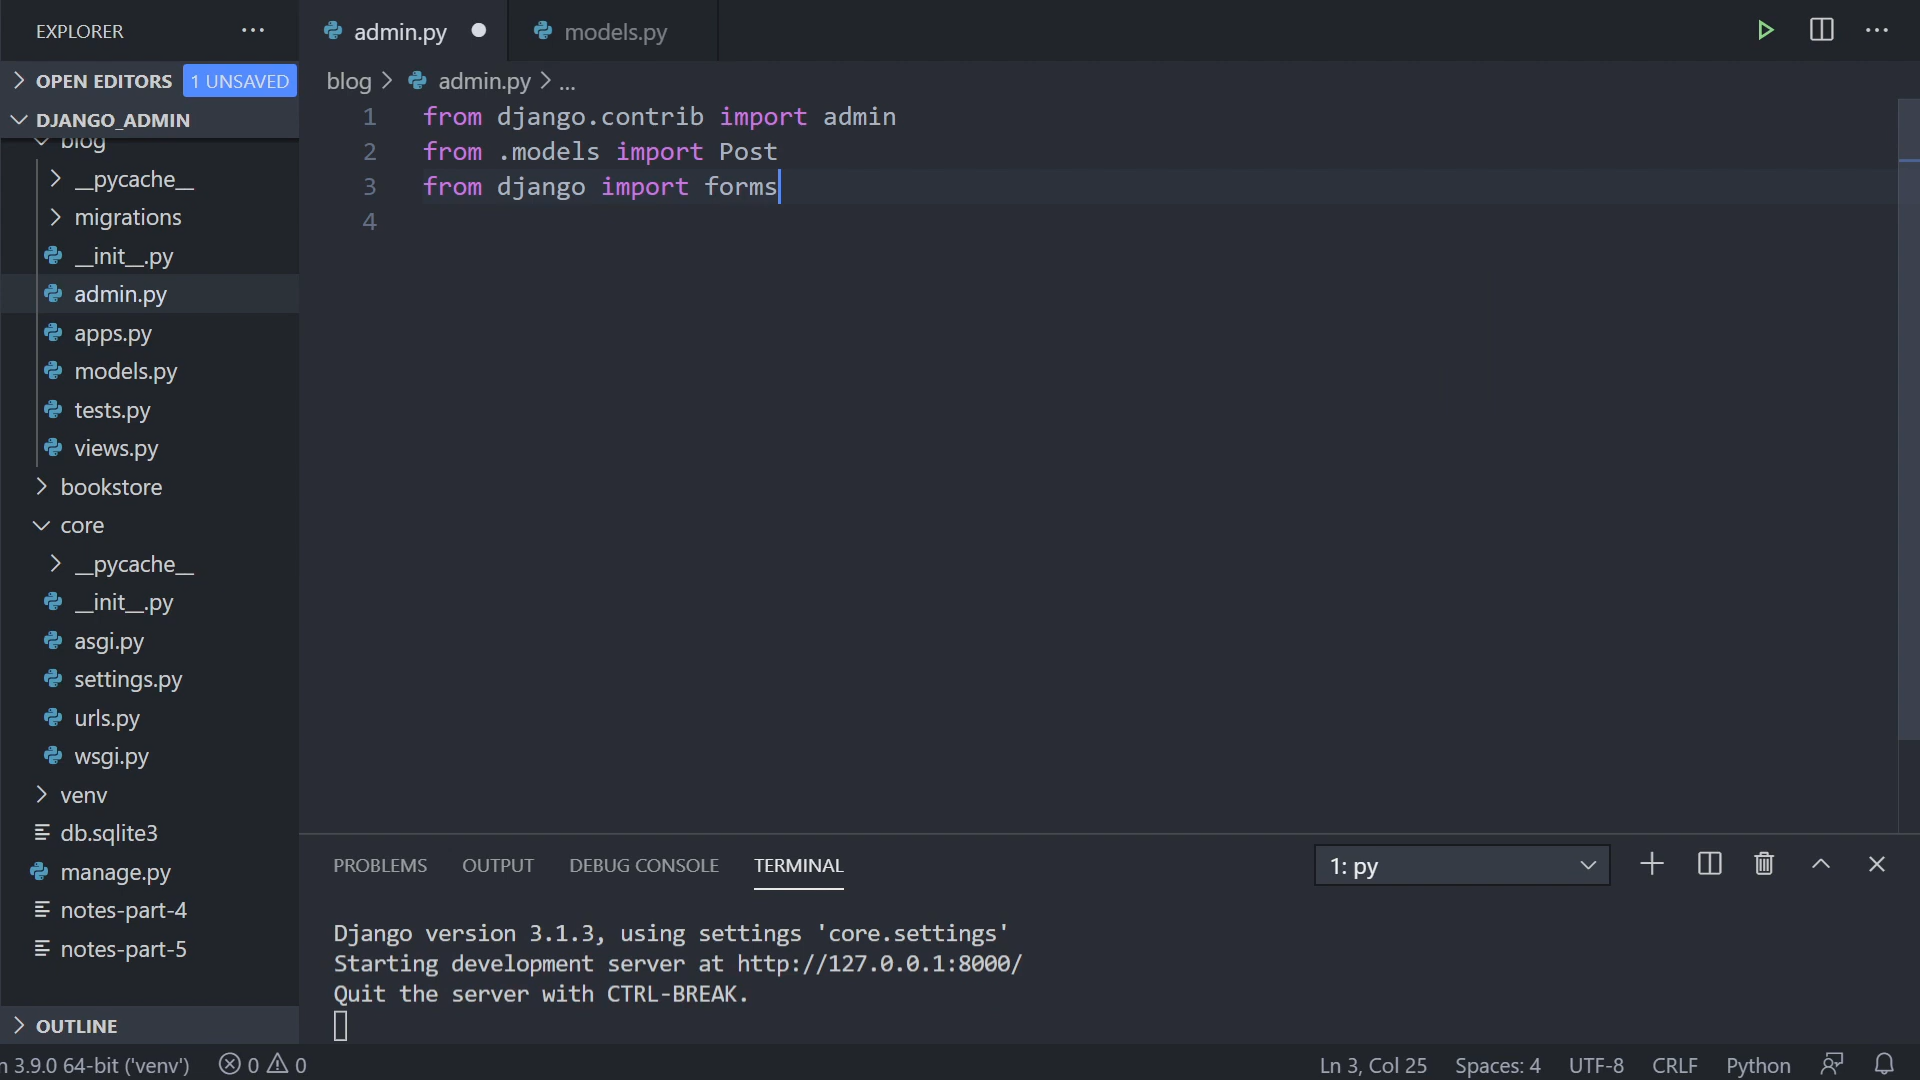 EXPLORER
OPEN EDITORS 1 UNSAVED
DJANGO_ADMIN
blog
__pycache__
migrations
__init__.py
admin.py
apps.py
models.py
tests.py
views.py
bookstore
core
__pycache__
__init__.py
asgi.py
settings.py
urls.py
wsgi.py
venv
db.sqlite3
manage.py
notes-part-4
notes-part-5
OUTLINE
admin.py models.py
blog > admin.py > ...
1 from django.contrib import admin
2 from .models import Post
3 from django import forms
4
PROBLEMS OUTPUT DEBUG CONSOLE TERMINAL 1: py
Django version 3.1.3, using settings 'core.settings'
Starting development server at http://127.0.0.1:8000/
Quit the server with CTRL-BREAK.
n 3.9.0 64-bit ('venv') 0 0 Ln 3, Col 25 Spaces: 4 UTF-8 CRLF Python